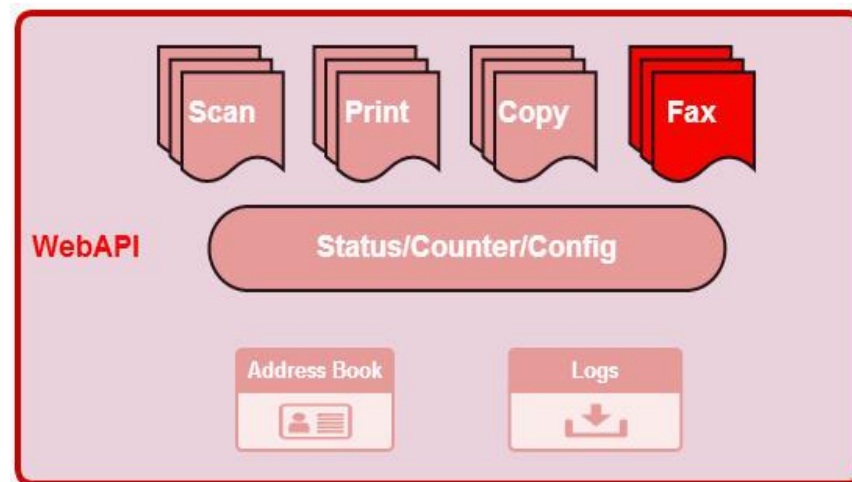 Scan
Print
Copy
Fax
WebAPI
Status/Counter/Config
Address Book
Logs